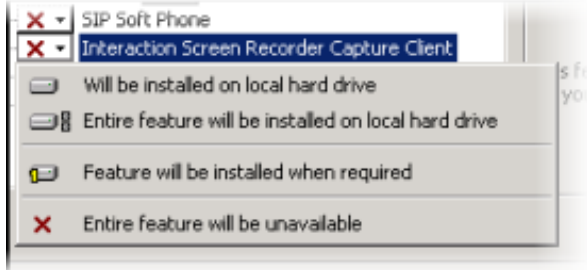 SIP Soft Phone
Interaction Screen Recorder Capture Client
Will be installed on local hard drive
Entire feature will be installed on local hard drive
Feature will be installed when required
Entire feature will be unavailable